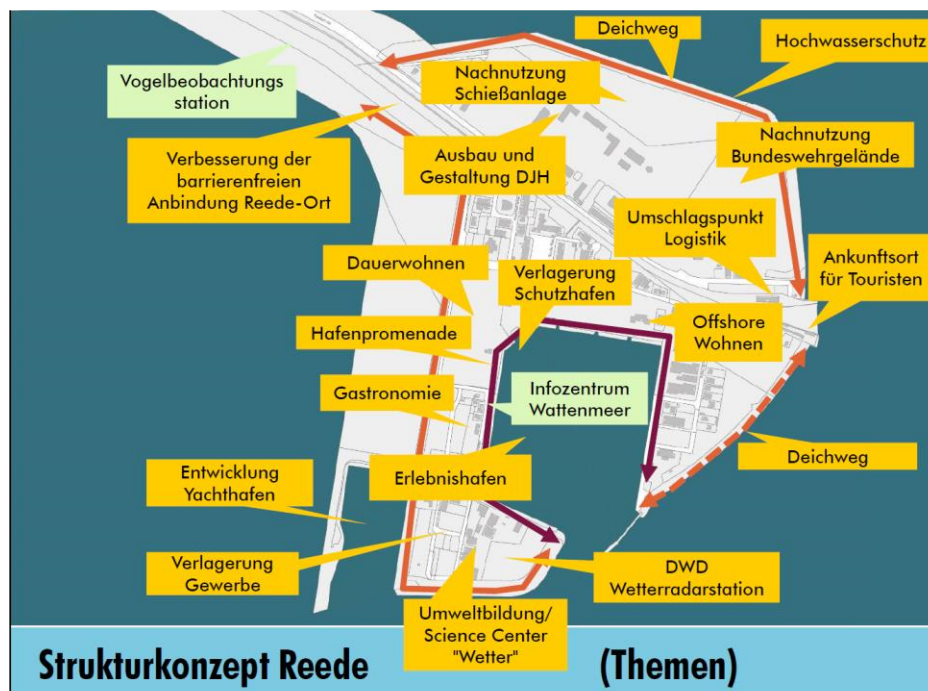 Deichweg
Hochwasserschutz
Vogelbeobachtungs
station
Nachnutzung
Schießanlage
Verbesserung der
barrierenfreien
Anbindung Reede-Ort
Ausbau und
Gestaltung DJH
Nachnutzung
Bundeswehrgelände
Umschlagspunkt
Logistik
Ankunftsort
für Touristen
Dauerwohnen
Verlagerung
Schutzhafen
Hafenpromenade
Offshore
Wohnen
Gastronomie
Infozentrum
Wattenmeer
Entwicklung
Yachthafen
Erlebnishafen
Deichweg
Verlagerung
Gewerbe
DWD
Wetterradarstation
Umweltbildung/
Science Center
"Wetter"
Strukturkonzept Reede (Themen)